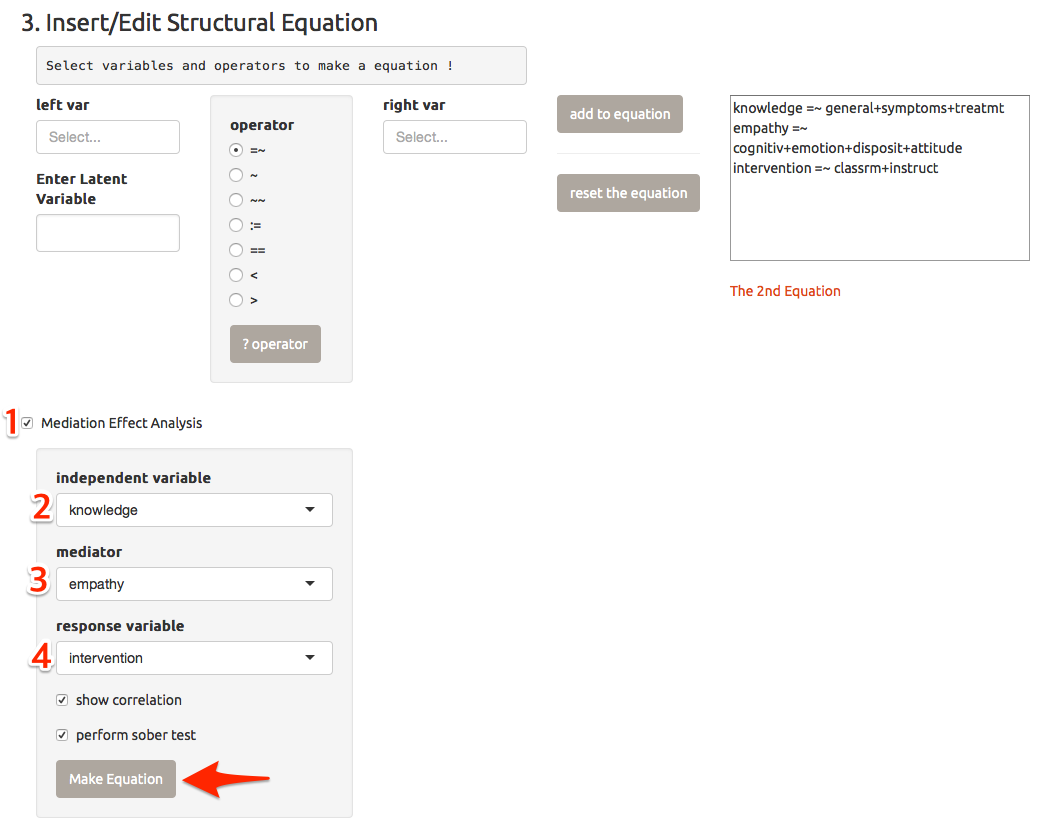 3. Insert/Edit Structural Equation
Select variables and operators to make a equation !
left var
Select...
Enter Latent
Variable
operator
=~
~
~~
:=
==
<
>
? operator
right var
Select...
add to equation
reset the equation
knowledge =~ general+symptoms+treatmt
empathy =~
cognitiv+emotion+disposit+attitude
intervention =~ classrm+instruct
The 2nd Equation
1 Mediation Effect Analysis
independent variable
2 knowledge
mediator
3 empathy
response variable
4 intervention
show correlation
perform sober test
Make Equation